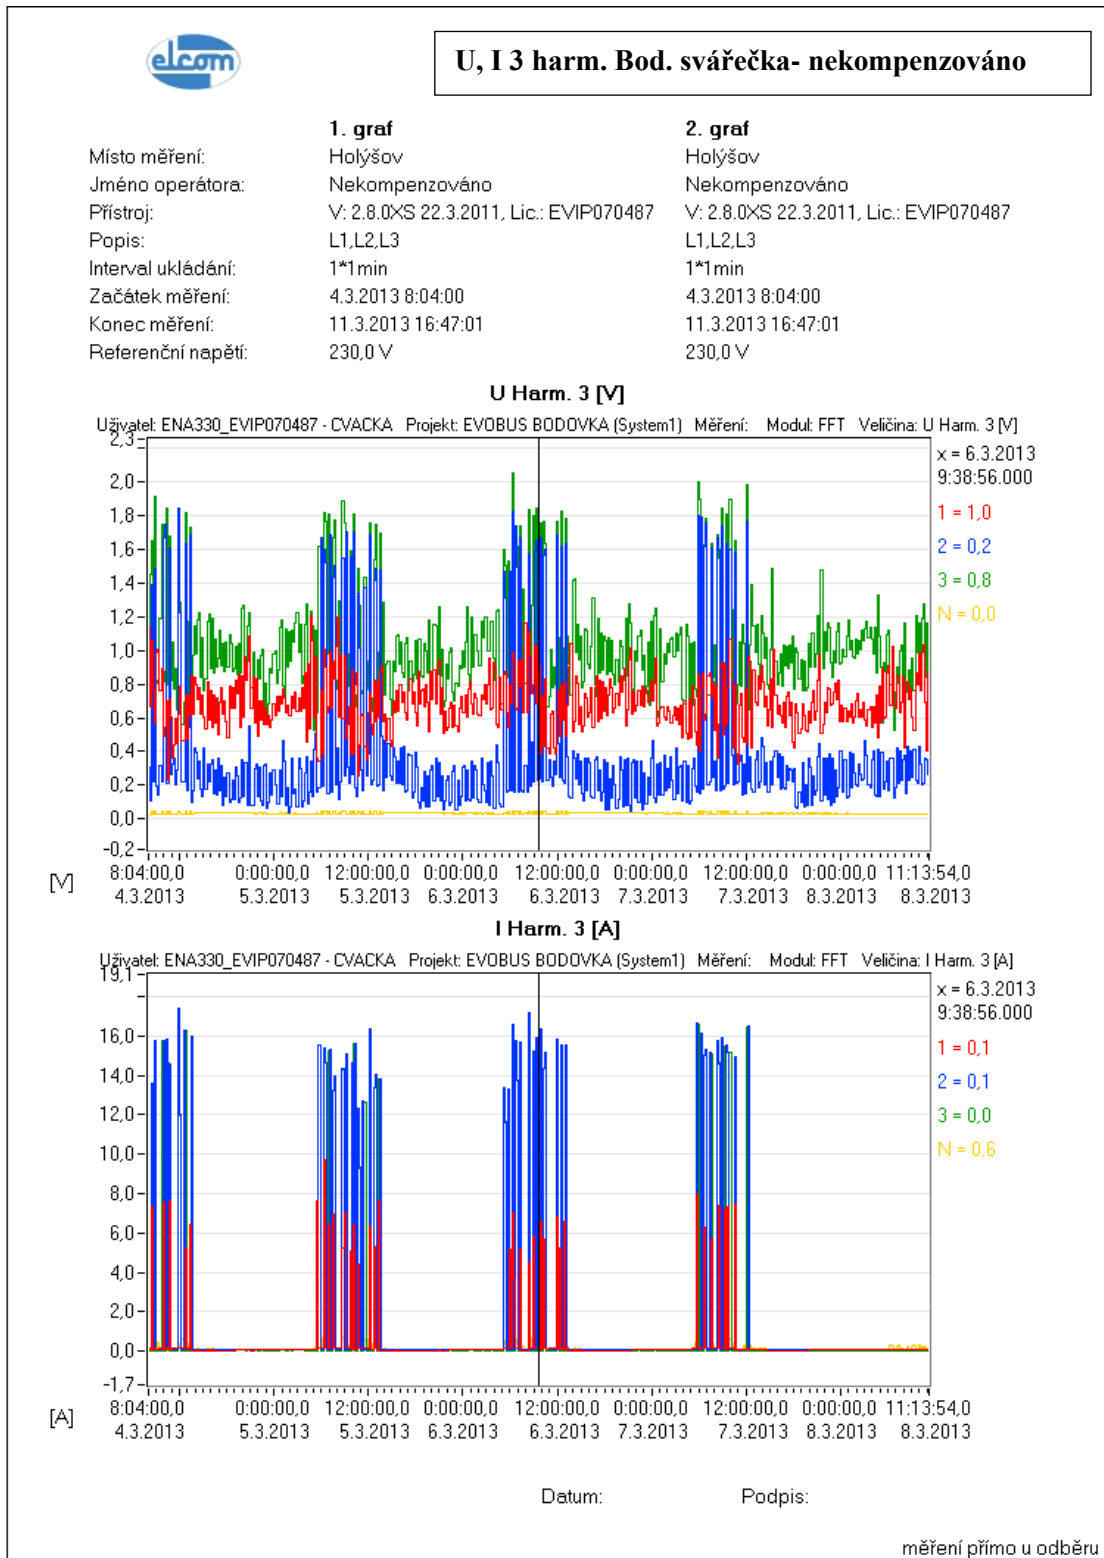 elcom
U, I 3 harm. Bod. svářečka- nekompenzováno
1. graf 2. graf
Místo měření: Holýšov Holýšov
Jméno operátora: Nekompenzováno Nekompenzováno
Přístroj: V: 2.8.0XS 22.3.2011, Lic.: EVIP070487 V: 2.8.0XS 22.3.2011, Lic.: EVIP070487
Popis: L1,L2,L3 L1,L2,L3
Interval ukládání: 1*1min 1*1min
Začátek měření: 4.3.2013 8:04:00 4.3.2013 8:04:00
Konec měření: 11.3.2013 16:47:01 11.3.2013 16:47:01
Referenční napětí: 230,0 V 230,0 V
U Harm. 3 [V]
Uživatel: ENA330_EVIP070487 - CVACKA Projekt: EVOBUS BODOVKA (System1) Měření: Modul: FFT Veličina: U Harm. 3 [V]
2,3
2,0
1,8
1,6
1,4
1,2
1,0
0,8
0,6
0,4
0,2
0,0
-0,2
x = 6.3.2013
9:38:56.000
1 = 1,0
2 = 0,2
3 = 0,8
N = 0,0
[V]
8:04:00,0 0:00:00,0 12:00:00,0 0:00:00,0 12:00:00,0 0:00:00,0 12:00:00,0 0:00:00,0 11:13:54,0
4.3.2013 5.3.2013 5.3.2013 6.3.2013 6.3.2013 7.3.2013 7.3.2013 8.3.2013 8.3.2013
I Harm. 3 [A]
Uživatel: ENA330_EVIP070487 - CVACKA Projekt: EVOBUS BODOVKA (System1) Měření: Modul: FFT Veličina: I Harm. 3 [A]
19,1
16,0
14,0
12,0
10,0
8,0
6,0
4,0
2,0
0,0
-1,7
x = 6.3.2013
9:38:56.000
1 = 0,1
2 = 0,1
3 = 0,0
N = 0,6
[A]
8:04:00,0 0:00:00,0 12:00:00,0 0:00:00,0 12:00:00,0 0:00:00,0 12:00:00,0 0:00:00,0 11:13:54,0
4.3.2013 5.3.2013 5.3.2013 6.3.2013 6.3.2013 7.3.2013 7.3.2013 8.3.2013 8.3.2013
Datum: Podpis:
měření přímo u odběru